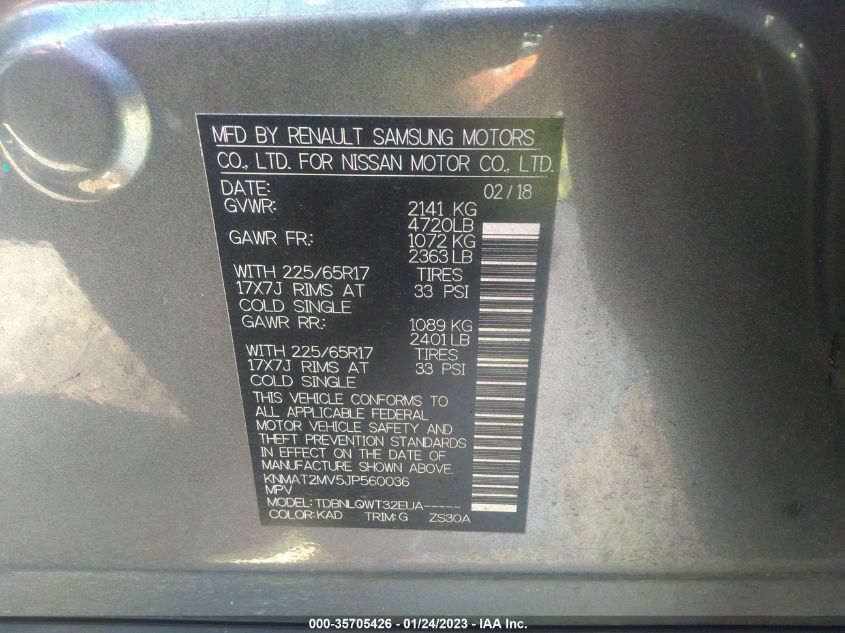 MFD BY RENAULT SAMSUNG MOTORS
CO., LTD. FOR NISSAN MOTOR CO., LTD.
DATE: 02/18
GVWR: 2141 KG
4720LB
GAWR FR.: 1072 KG
2363 LB
WITH 225/65R17 TIRES
17X7J RIMS AT 33 PSI
COLD SINGLE
GAWR RR.: 1089 KG
2401 LB
WITH 225/65R17 TIRES
17X7J RIMS AT 33 PSI
COLD SINGLE
THIS VEHICLE CONFORMS TO
ALL APPLICABLE FEDERAL
MOTOR VEHICLE SAFETY AND
THEFT PREVENTION STANDARDS
IN EFFECT ON THE DATE OF
MANUFACTURE SHOWN ABOVE.
KNMAT2MV5JP560036
MPV
MODEL: TDBNLQWT32EUA-----
COLOR: KAD TRIM: G ZS30A
000-35705426 - 01/24/2023 - IAA Inc.